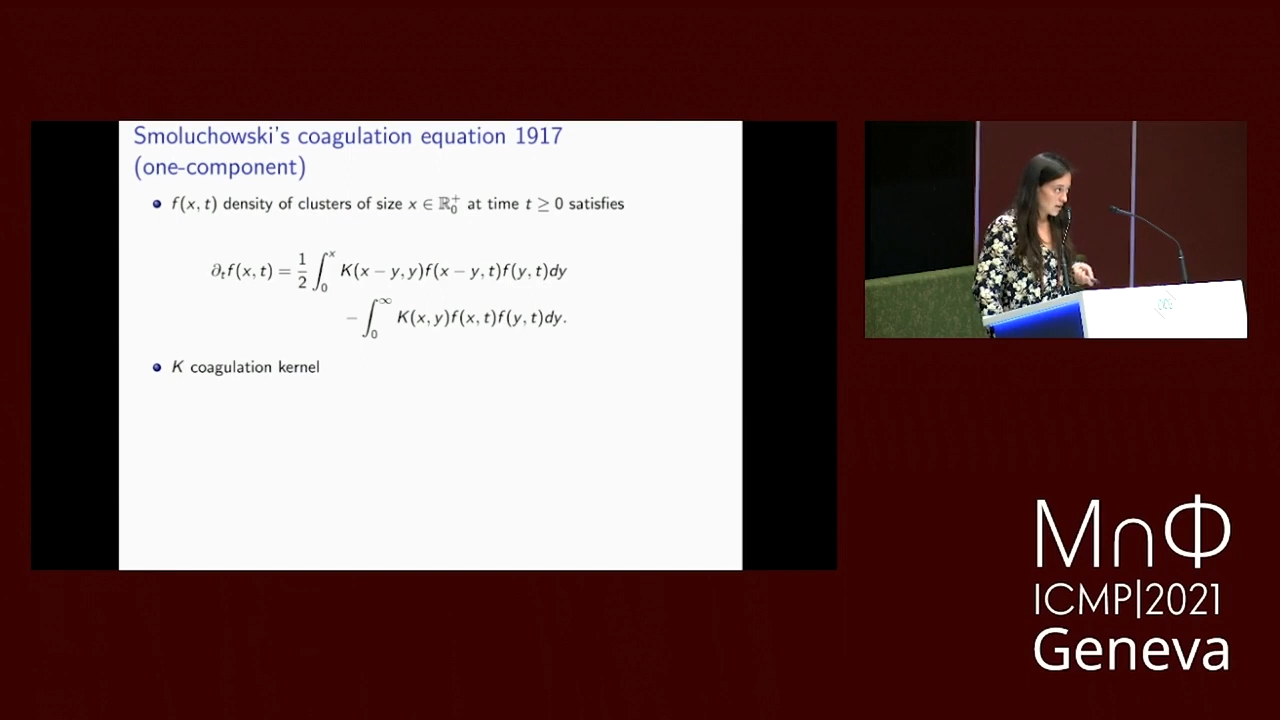 Smoluchowski's coagulation equation 1917
(one-component)
f(x, t) density of clusters of size x ∈ ℝ₀⁺ at time t ≥ 0 satisfies
∂ₜf(x, t) = 1/2 ∫₀ˣ K(x − y, y)f(x − y, t)f(y, t)dy
− ∫₀^∞ K(x, y)f(x, t)f(y, t)dy.
K coagulation kernel
M∩Φ
ICMP|2021
Geneva